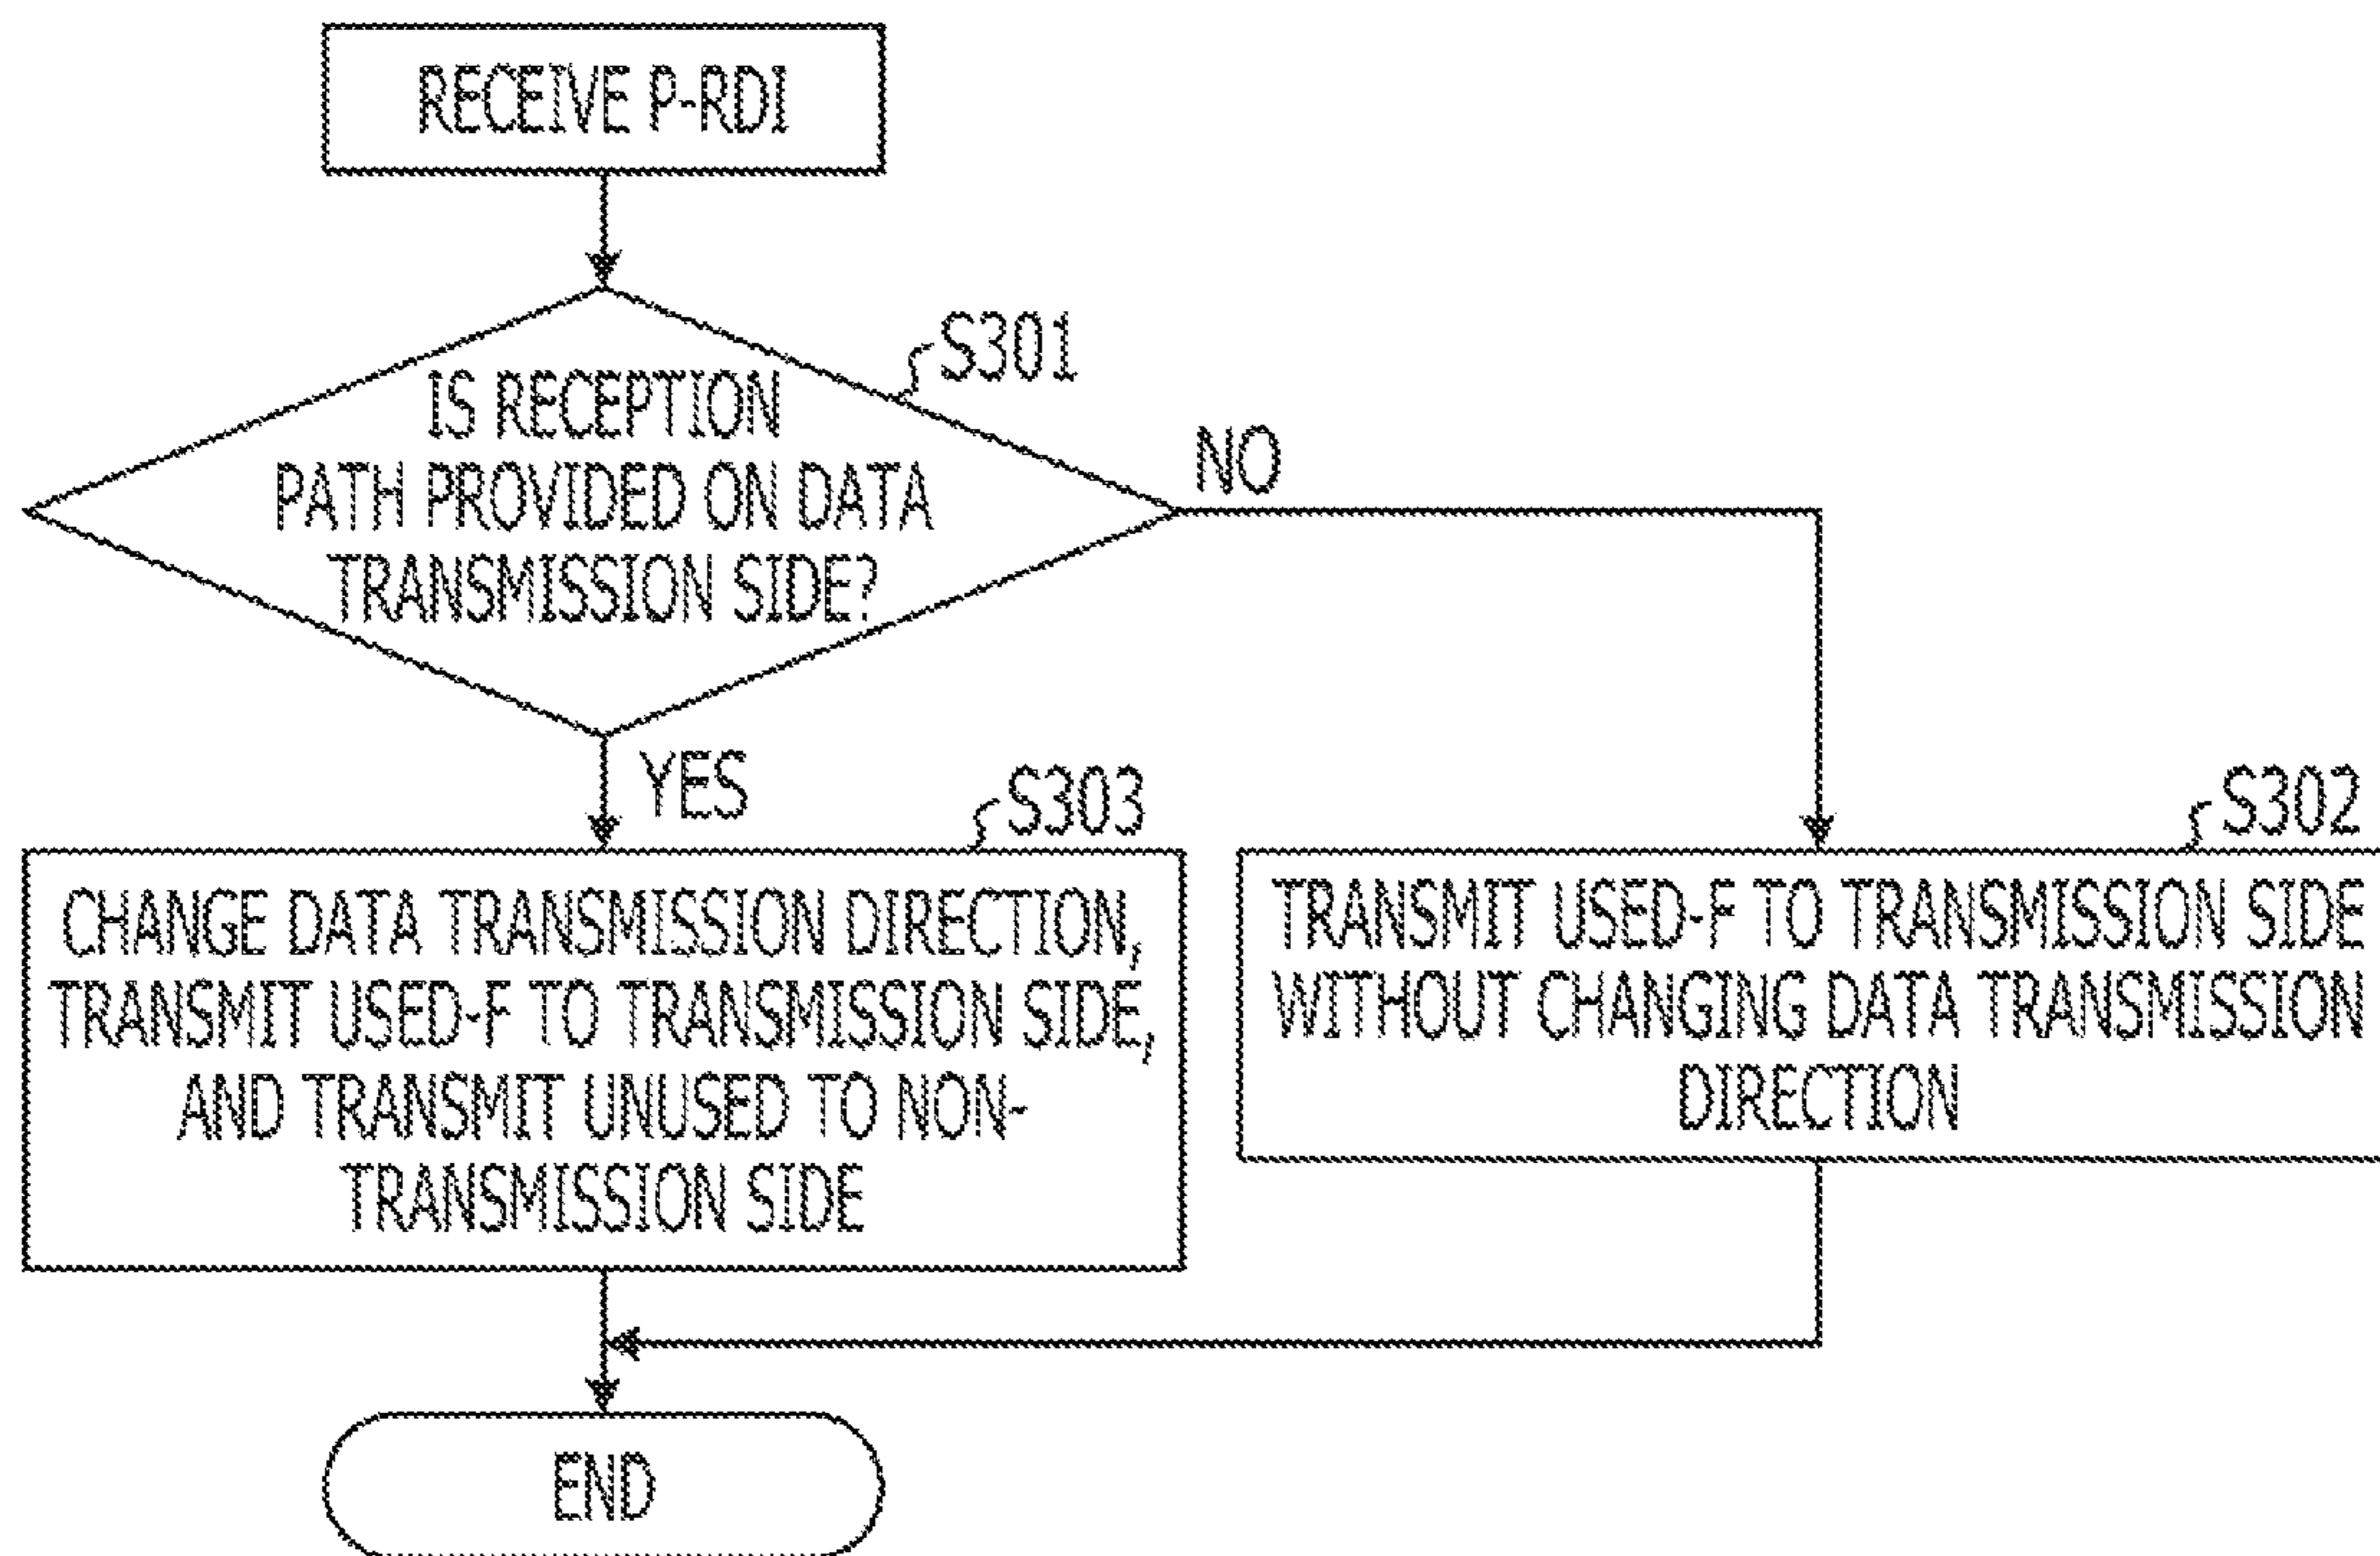 RECEIVE P-RDI
S301
IS RECEPTION
PATH PROVIDED ON DATA
TRANSMISSION SIDE?
NO
YES
S303
CHANGE DATA TRANSMISSION DIRECTION,
TRANSMIT USED-F TO TRANSMISSION SIDE,
AND TRANSMIT UNUSED TO NON-
TRANSMISSION SIDE
S302
TRANSMIT USED-F TO TRANSMISSION SIDE
WITHOUT CHANGING DATA TRANSMISSION
DIRECTION
END